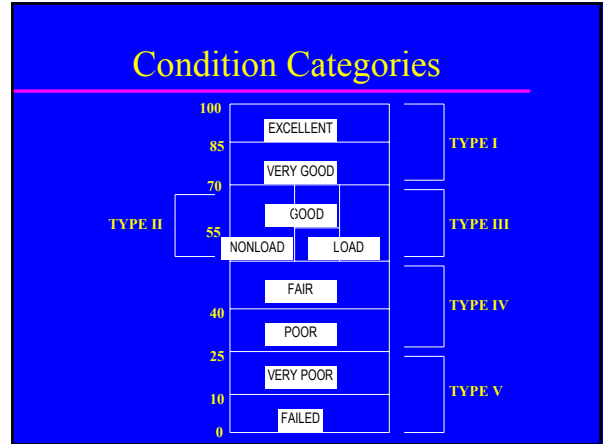 Condition Categories
100
EXCELLENT
85
TYPE I
VERY GOOD
70
GOOD
TYPE II
55
TYPE III
NONLOAD LOAD
FAIR
40
TYPE IV
POOR
25
VERY POOR
10
TYPE V
FAILED
0